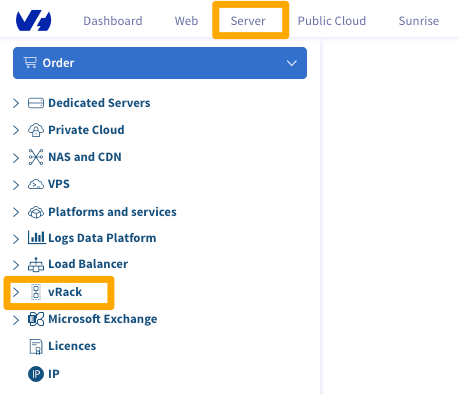 Dashboard Web Server Public Cloud Sunrise
Order
Dedicated Servers
Private Cloud
NAS and CDN
VPS
Platforms and services
Logs Data Platform
Load Balancer
vRack
Microsoft Exchange
Licences
IP IP